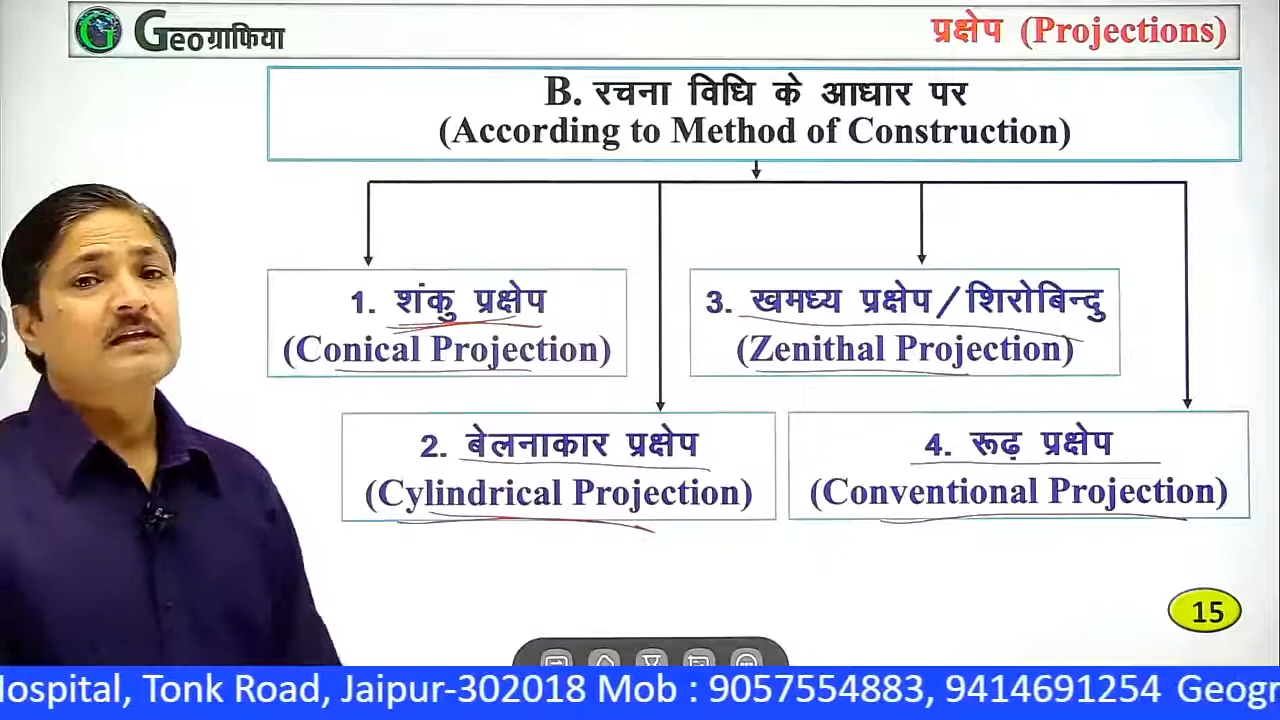 Geoग्राफिया
प्रक्षेप (Projections)
B. रचना विधि के आधार पर
(According to Method of Construction)
1. शंकु प्रक्षेप
(Conical Projection)
3. खमध्य प्रक्षेप/शिरोबिन्दु
(Zenithal Projection)
2. बेलनाकार प्रक्षेप
(Cylindrical Projection)
4. रूढ़ प्रक्षेप
(Conventional Projection)
15
Hospital, Tonk Road, Jaipur-302018 Mob : 9057554883, 9414691254 Geogr